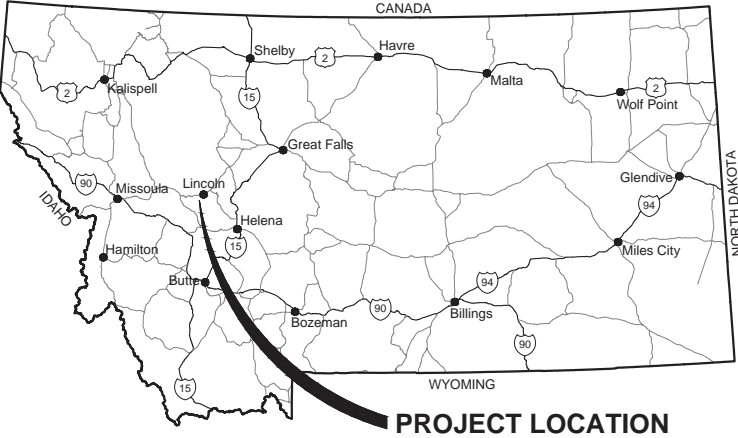 CANADA
Shelby
2
Havre
Kalispell
2
15
Malta
2
Wolf Point
Great Falls
90
Missoula
Lincoln
Glendive
94
IDAHO
NORTH DAKOTA
Helena
15
Hamilton
Miles City
Butte
94
90
Bozeman
Billings
90
15
WYOMING
PROJECT LOCATION